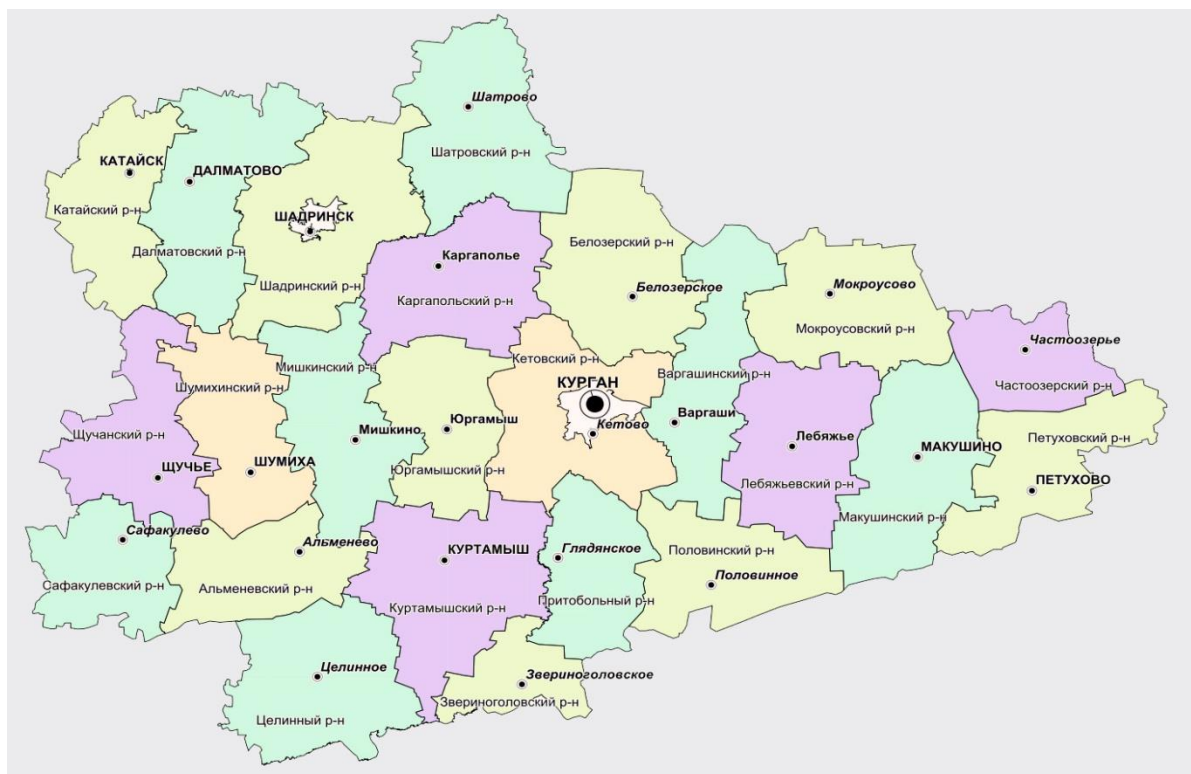 Шатрово
Шатровский р-н
КАТАЙСК
ДАЛМАТОВО
Катайский р-н
ШАДРИНСК
Далматовский р-н
Шадринский р-н
Каргаполье
Каргапольский р-н
Белозерский р-н
Белозерское
Мокроусово
Мокроусовский р-н
Частоозерье
Частоозерский р-н
Шумихинский р-н
Мишкинский р-н
Кетовский р-н
КУРГАН
Кетово
Варгашинский р-н
Варгаши
Щучанский р-н
ЩУЧЬЕ
ШУМИХА
Мишкино
Юргамыш
Юргамышский р-н
Лебяжье
Лебяжьевский р-н
МАКУШИНО
Макушинский р-н
Петуховский р-н
ПЕТУХОВО
Сафакулево
Сафакулевский р-н
Альменево
Альменевский р-н
КУРТАМЫШ
Куртамышский р-н
Глядянское
Притобольный р-н
Половинский р-н
Половинное
Целинное
Целинный р-н
Звериноголовское
Звериноголовский р-н